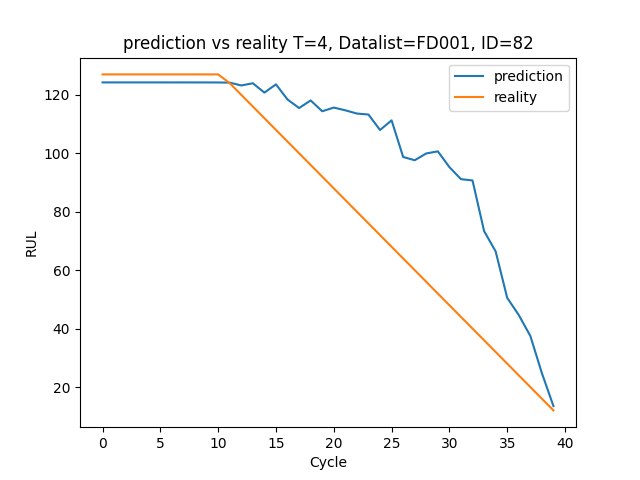 prediction vs reality T=4, Datalist=FD001, ID=82
prediction
reality
RUL
120
100
80
60
40
20
0 5 10 15 20 25 30 35 40
Cycle